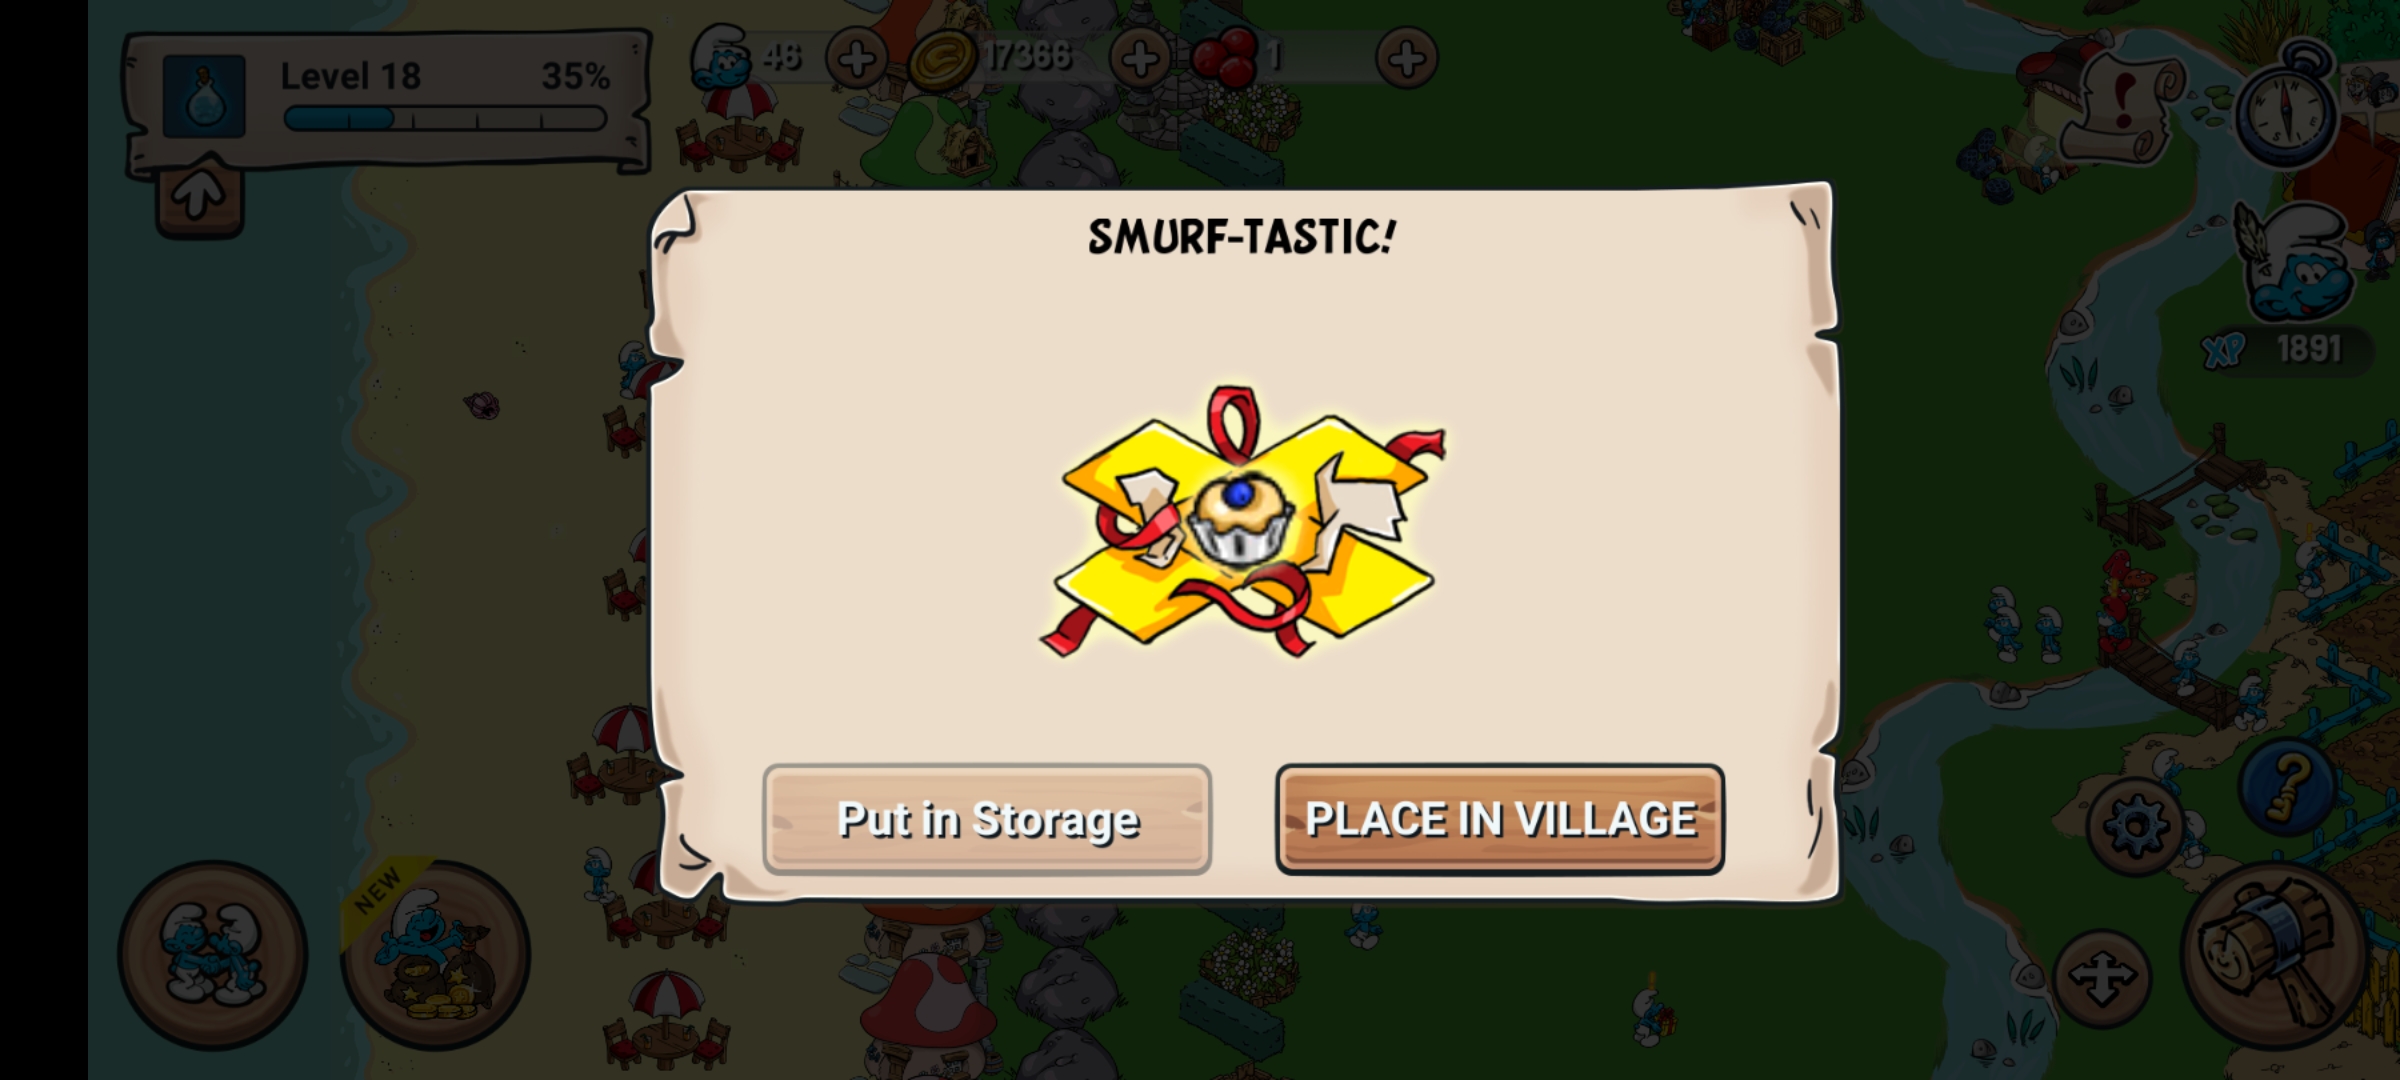 Level 18 35%
46
17366
1
SMURF-TASTIC!
XP 1891
Put in Storage
PLACE IN VILLAGE
NEW